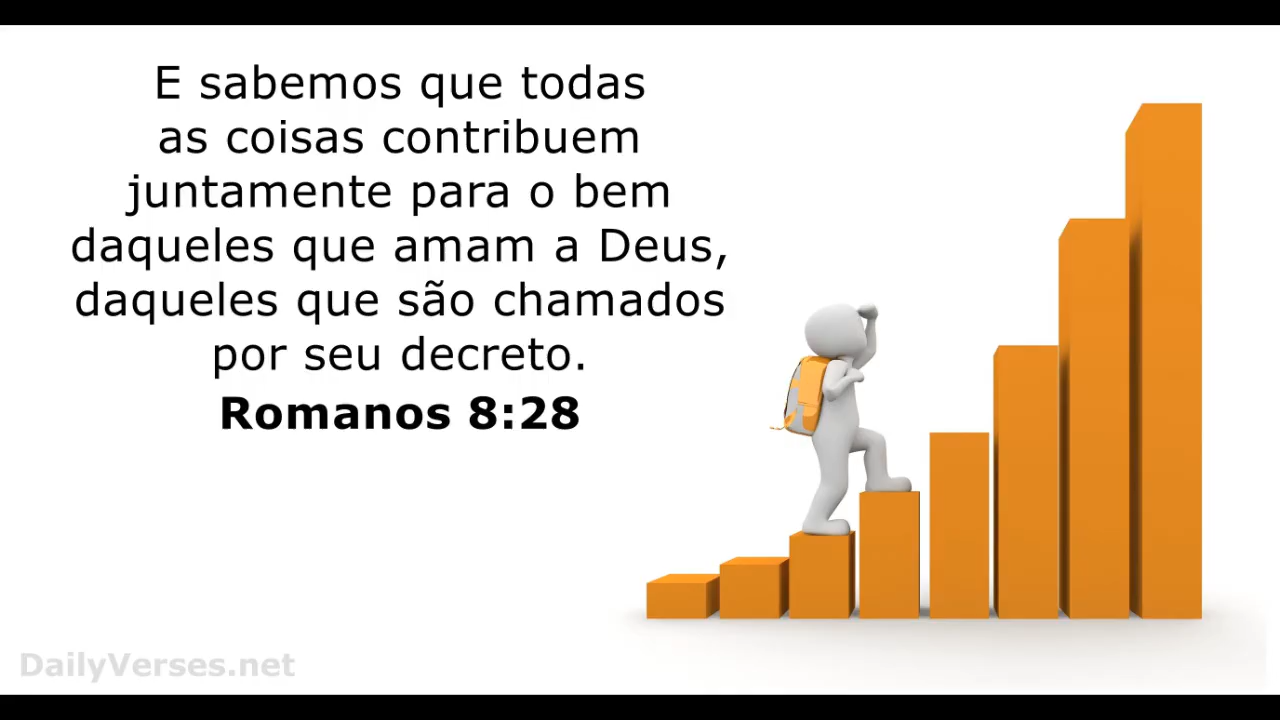 E sabemos que todas
as coisas contribuem
juntamente para o bem
daqueles que amam a Deus,
daqueles que são chamados
por seu decreto.
Romanos 8:28
DailyVerses.net